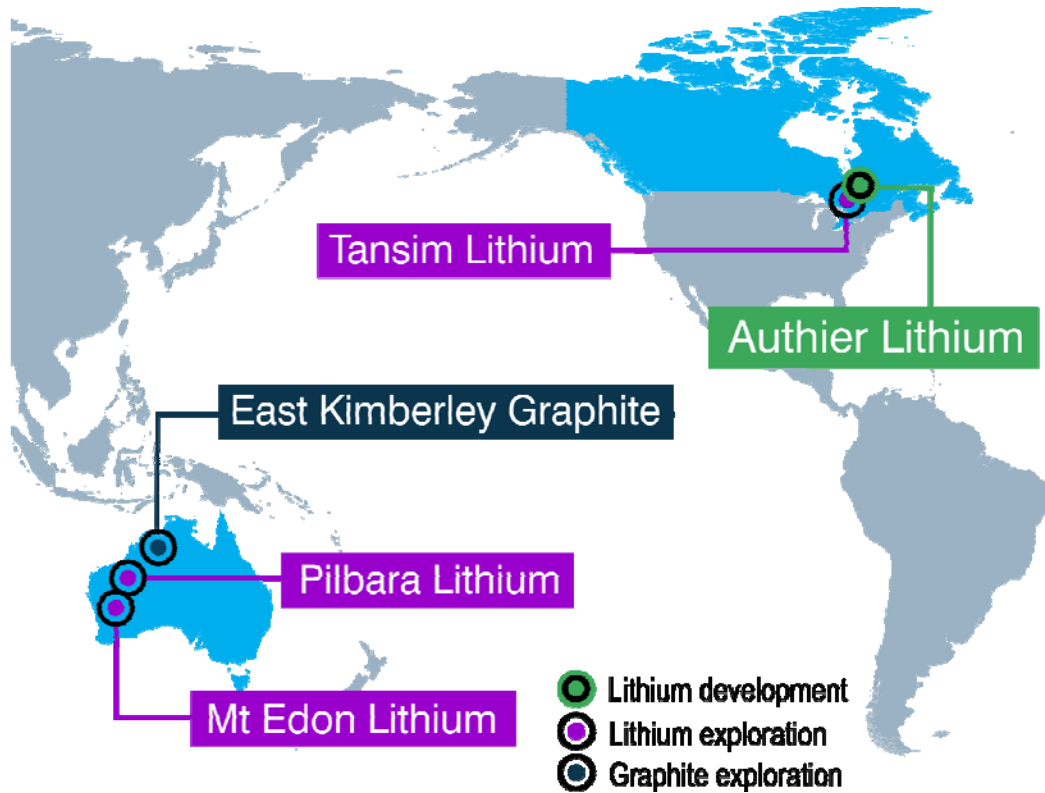 Tansim Lithium
Authier Lithium
East Kimberley Graphite
Pilbara Lithium
Mt Edon Lithium
Lithium development
Lithium exploration
Graphite exploration